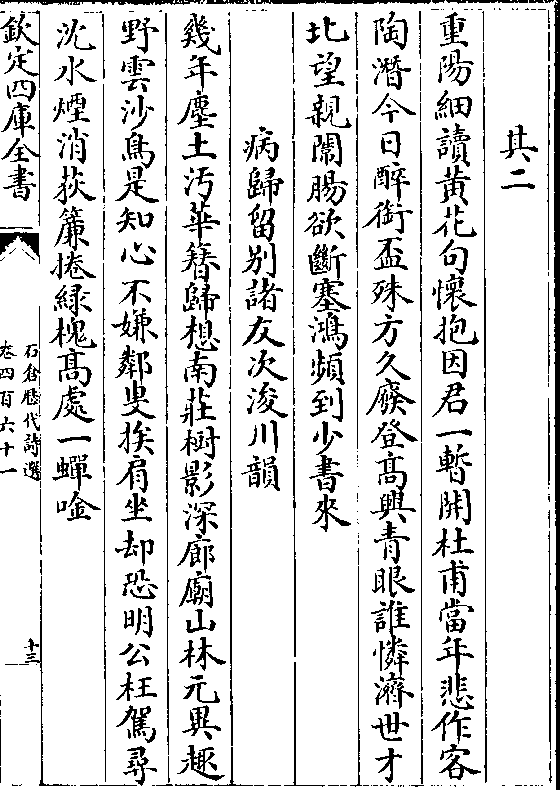 其二
重陽細讀黃花句懷抱因君一暫開杜甫當年悲作客
陶潛今日醉銜盃殊方久廢登高興青眼誰憐濟世才
北望親闈腸欲斷塞鴻頻到少書來
病歸留別諸友次浚川韻
幾年塵土汚華簪歸想南莊樹影深廊廟山林元異趣
野雲沙鳥是知心不嫌鄰叟挨肩坐却恐明公枉駕尋
沈水煙消荻簾捲綠槐高處一蟬唫
欽定四庫全書
石倉歷代詩選
卷四百六十一
十三